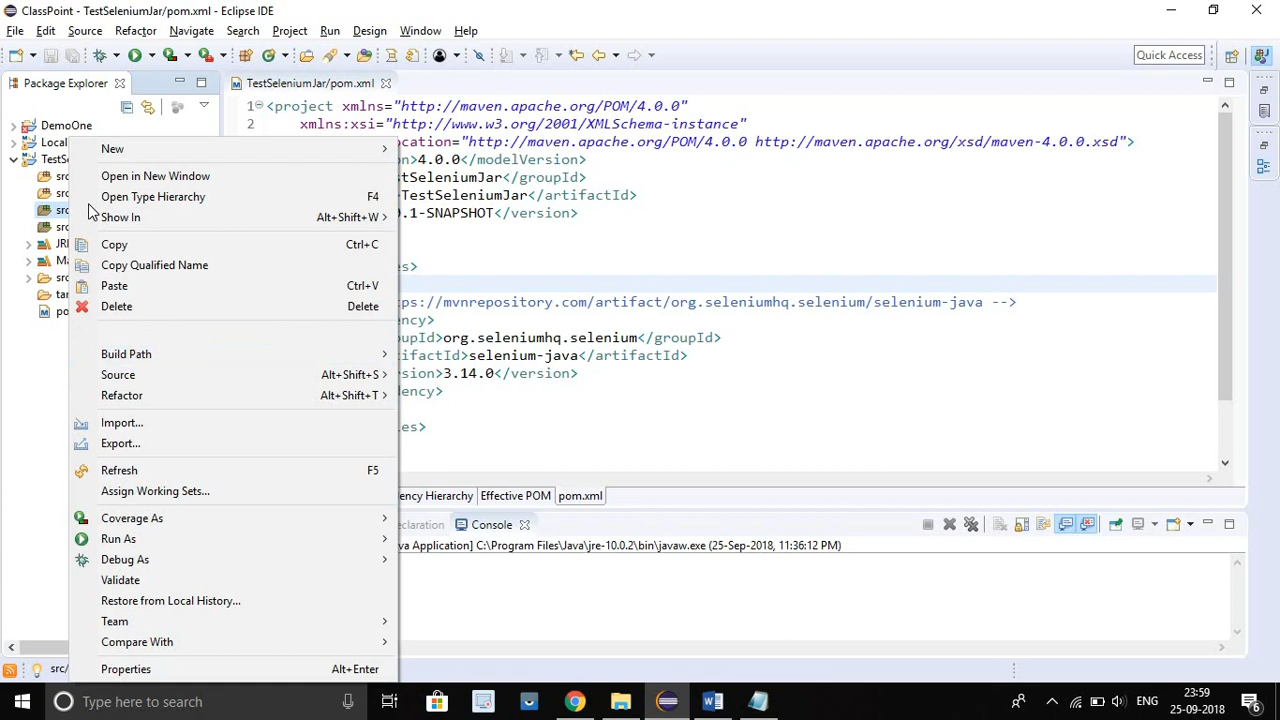 ClassPoint - TestSeleniumJar/pom.xml - Eclipse IDE
File Edit Source Refactor Navigate Search Project Run Design Window Help
Quick Access
Package Explorer
TestSeleniumJar/pom.xml
DemoOne
Local
TestSe
src
src
src
src
JRE
Ma
src
tar
po
1 <project xmlns="http://maven.apache.org/POM/4.0.0"
2 xmlns:xsi="http://www.w3.org/2001/XMLSchema-instance"
ocation="http://maven.apache.org/POM/4.0.0 http://maven.apache.org/xsd/maven-4.0.0.xsd">
on>4.0.0</modelVersion>
stSeleniumJar</groupId>
TestSeleniumJar</artifactId>
0.1-SNAPSHOT</version>
es>
ps://mvnrepository.com/artifact/org.seleniumhq.selenium/selenium-java -->
ncy>
oupId>org.seleniumhq.selenium</groupId>
ifactId>selenium-java</artifactId>
sion>3.14.0</version>
dency>
ies>
New
Open in New Window
Open Type Hierarchy F4
Show In Alt+Shift+W
Copy Ctrl+C
Copy Qualified Name
Paste Ctrl+V
Delete Delete
Build Path
Source Alt+Shift+S
Refactor Alt+Shift+T
Import...
Export...
Refresh F5
Assign Working Sets...
Coverage As
Run As
Debug As
Validate
Restore from Local History...
Team
Compare With
Properties Alt+Enter
ency Hierarchy Effective POM pom.xml
eclaration Console
va Application] C:\Program Files\Java\jre-10.0.2\bin\javaw.exe (25-Sep-2018, 11:36:12 PM)
src/
Type here to search
ENG
23:59
25-09-2018
6